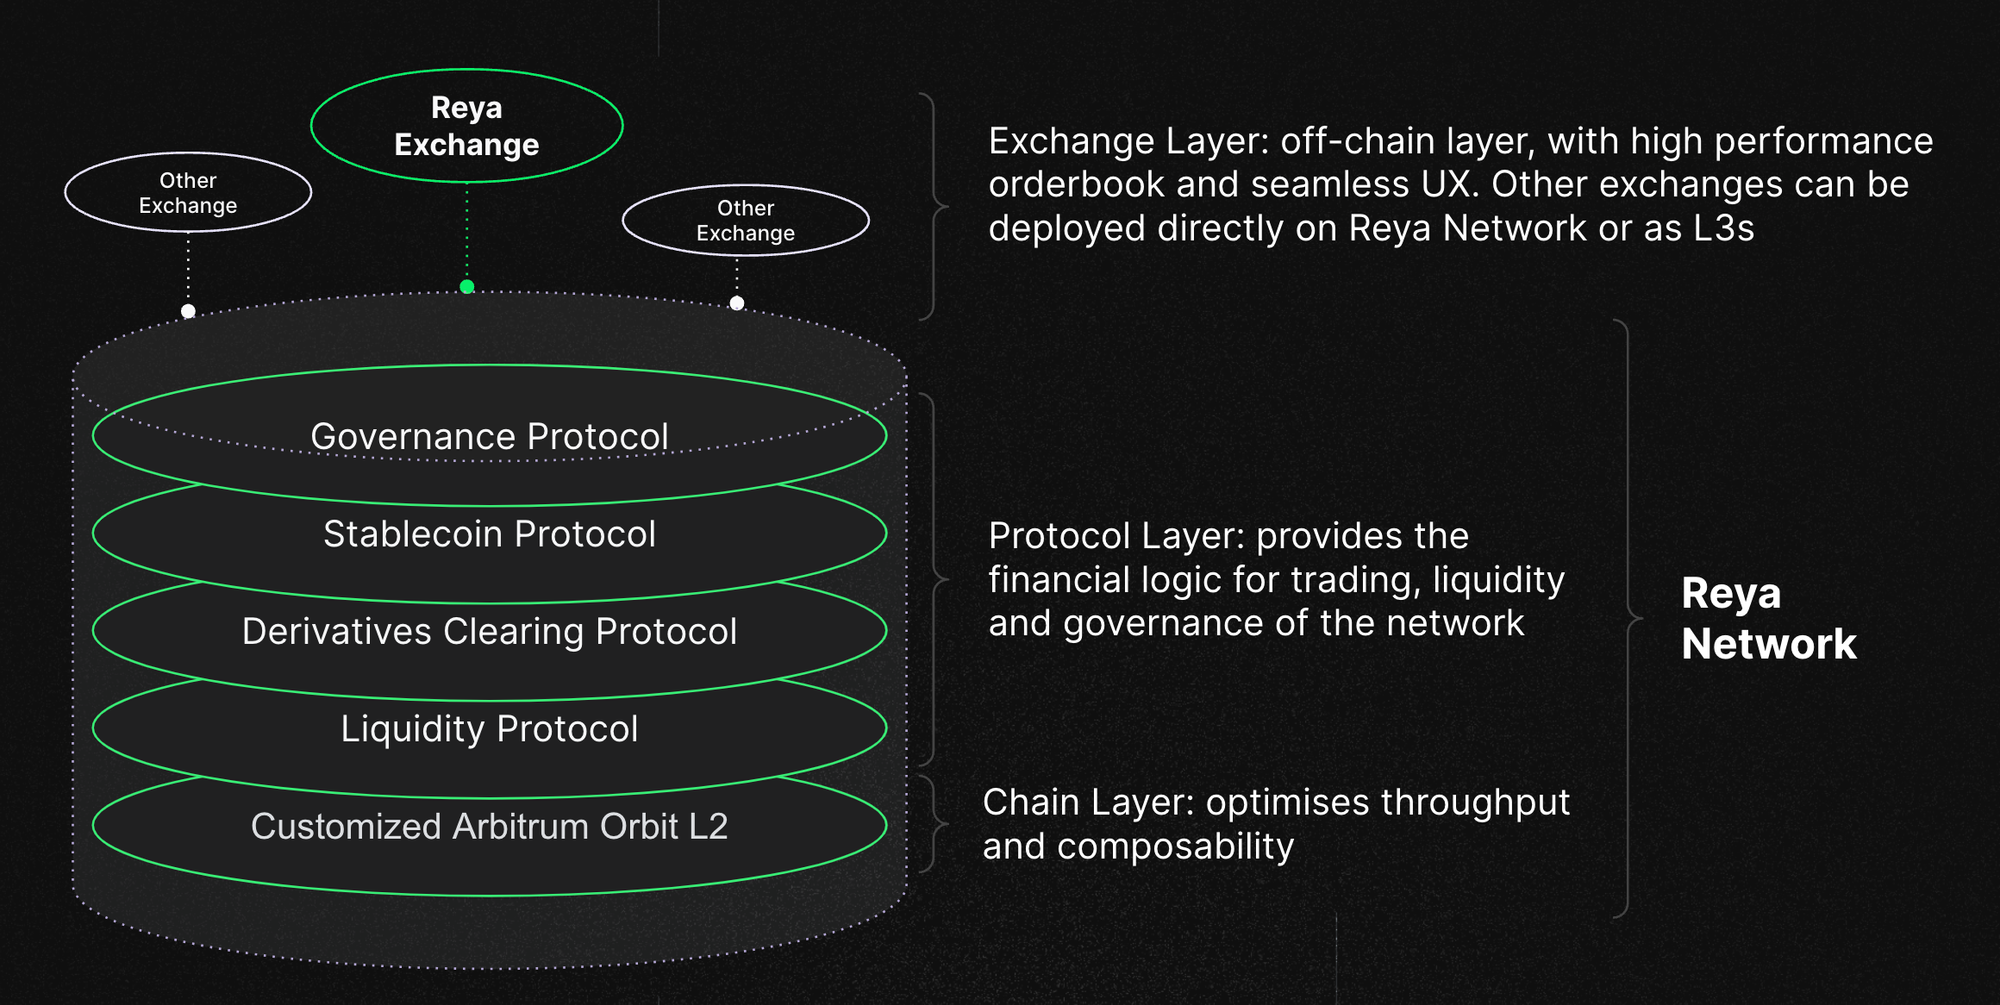 Reya
Exchange
Other
Exchange
Other
Exchange
Exchange Layer: off-chain layer, with high performance
orderbook and seamless UX. Other exchanges can be
deployed directly on Reya Network or as L3s
Governance Protocol
Stablecoin Protocol
Derivatives Clearing Protocol
Liquidity Protocol
Customized Arbitrum Orbit L2
Protocol Layer: provides the
financial logic for trading, liquidity
and governance of the network
Chain Layer: optimises throughput
and composability
Reya
Network